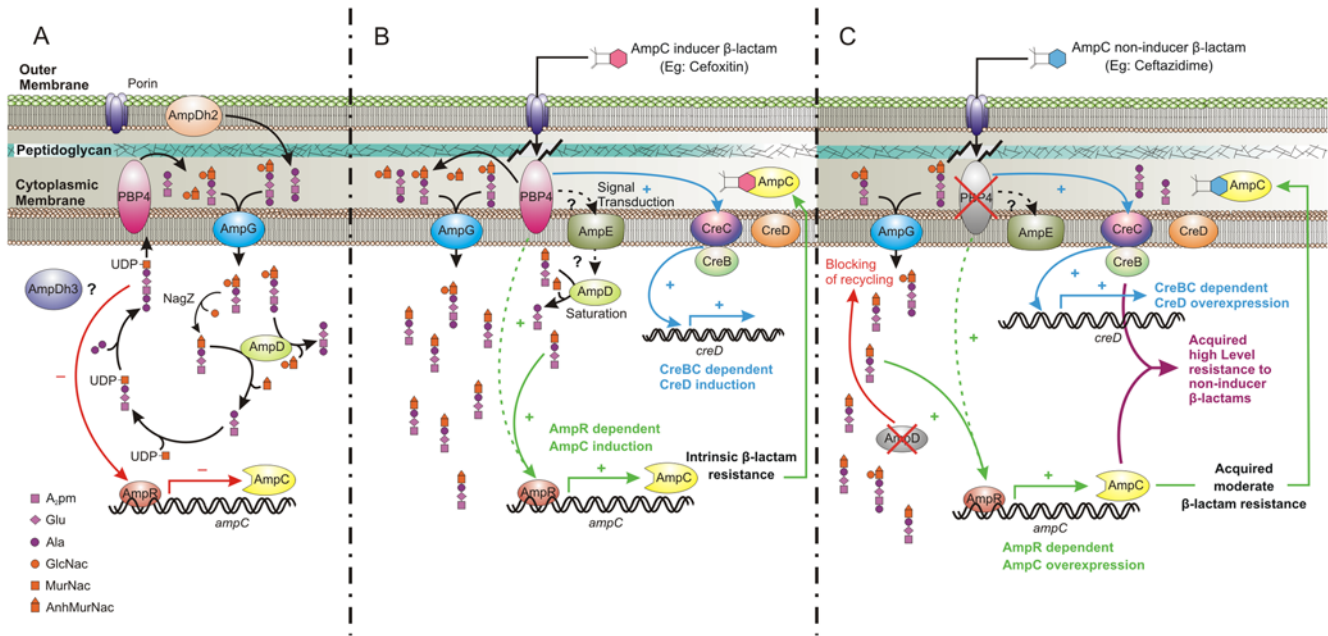 A
Outer
Membrane
Porin
AmpDh2
Peptidoglycan
Cytoplasmic
Membrane
PBP4
AmpG
UDP
AmpDh3
?
NagZ
AmpD
UDP
UDP
–
–
AmpR
AmpC
ampC
AIIpm
Glu
Ala
GlcNac
MurNac
AnhMurNac
B
AmpC inducer β-lactam
(Eg: Cefoxitin)
PBP4
Signal
Transduction
+
?
AmpC
AmpG
AmpE
CreC
CreD
CreB
?
AmpD
Saturation
+
+
+
creD
CreBC dependent
CreD induction
+
AmpR dependent
AmpC induction
Intrinsic β-lactam
resistance
+
AmpR
AmpC
ampC
C
AmpC non-inducer β-lactam
(Eg: Ceftazidime)
PBP4
+
?
AmpC
AmpG
AmpE
CreC
CreD
CreB
Blocking
of recycling
+
+
CreBC dependent
CreD overexpression
creD
+
Acquired
high Level
resistance to
non-inducer
β-lactams
+
AmpD
+
AmpR
AmpC
ampC
Acquired
moderate
β-lactam resistance
AmpR dependent
AmpC overexpression